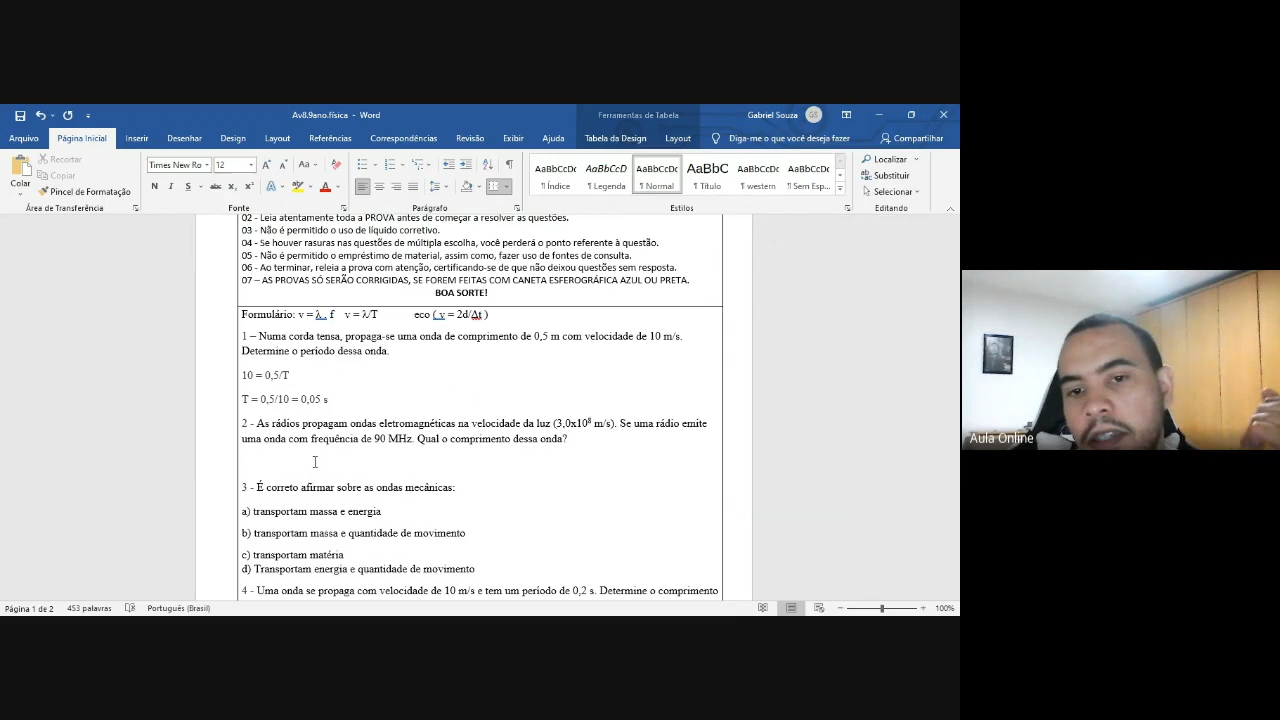 Av8.9ano.física - Word
Ferramentas de Tabela
Gabriel Souza
GS
Arquivo
Página Inicial
Inserir
Desenhar
Design
Layout
Referências
Correspondências
Revisão
Exibir
Ajuda
Tabela da Design
Layout
Diga-me o que você deseja fazer
Compartilhar
Colar
Recortar
Copiar
Pincel de Formatação
Área de Transferência
Times New Ro
12
Fonte
Parágrafo
AaBbCcDc
¶ Índice
AaBbCcD
¶ Legenda
AaBbCcDc
¶ Normal
AaBbC
¶ Título
AaBbCcDc
¶ western
AaBbCcDc
¶ Sem Esp...
Estilos
Localizar
Substituir
Selecionar
Editando
02 - Leia atentamente toda a PROVA antes de começar a resolver as questões.
03 - Não é permitido o uso de líquido corretivo.
04 - Se houver rasuras nas questões de múltipla escolha, você perderá o ponto referente à questão.
05 - Não é permitido o empréstimo de material, assim como, fazer uso de fontes de consulta.
06 - Ao terminar, releia a prova com atenção, certificando-se de que não deixou questões sem resposta.
07 – AS PROVAS SÓ SERÃO CORRIGIDAS, SE FOREM FEITAS COM CANETA ESFEROGRÁFICA AZUL OU PRETA.
BOA SORTE!
Formulário: v = λ . f v = λ/T eco ( v = 2d/Δt )
1 – Numa corda tensa, propaga-se uma onda de comprimento de 0,5 m com velocidade de 10 m/s.
Determine o período dessa onda.
10 = 0,5/T
T = 0,5/10 = 0,05 s
2 - As rádios propagam ondas eletromagnéticas na velocidade da luz (3,0x10⁸ m/s). Se uma rádio emite
uma onda com frequência de 90 MHz. Qual o comprimento dessa onda?
3 - É correto afirmar sobre as ondas mecânicas:
a) transportam massa e energia
b) transportam massa e quantidade de movimento
c) transportam matéria
d) Transportam energia e quantidade de movimento
4 - Uma onda se propaga com velocidade de 10 m/s e tem um período de 0,2 s. Determine o comprimento
Página 1 de 2
453 palavras
Português (Brasil)
100%
Aula Online